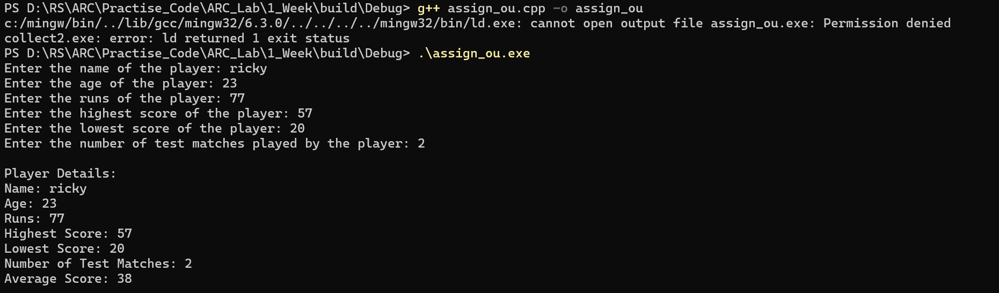 PS D:\RS\ARC\Practise_Code\ARC_Lab\1_Week\build\Debug> g++ assign_ou.cpp -o assign_ou
c:/mingw/bin/../lib/gcc/mingw32/6.3.0/../../../../mingw32/bin/ld.exe: cannot open output file assign_ou.exe: Permission denied
collect2.exe: error: ld returned 1 exit status
PS D:\RS\ARC\Practise_Code\ARC_Lab\1_Week\build\Debug> .\assign_ou.exe
Enter the name of the player: ricky
Enter the age of the player: 23
Enter the runs of the player: 77
Enter the highest score of the player: 57
Enter the lowest score of the player: 20
Enter the number of test matches played by the player: 2

Player Details:
Name: ricky
Age: 23
Runs: 77
Highest Score: 57
Lowest Score: 20
Number of Test Matches: 2
Average Score: 38